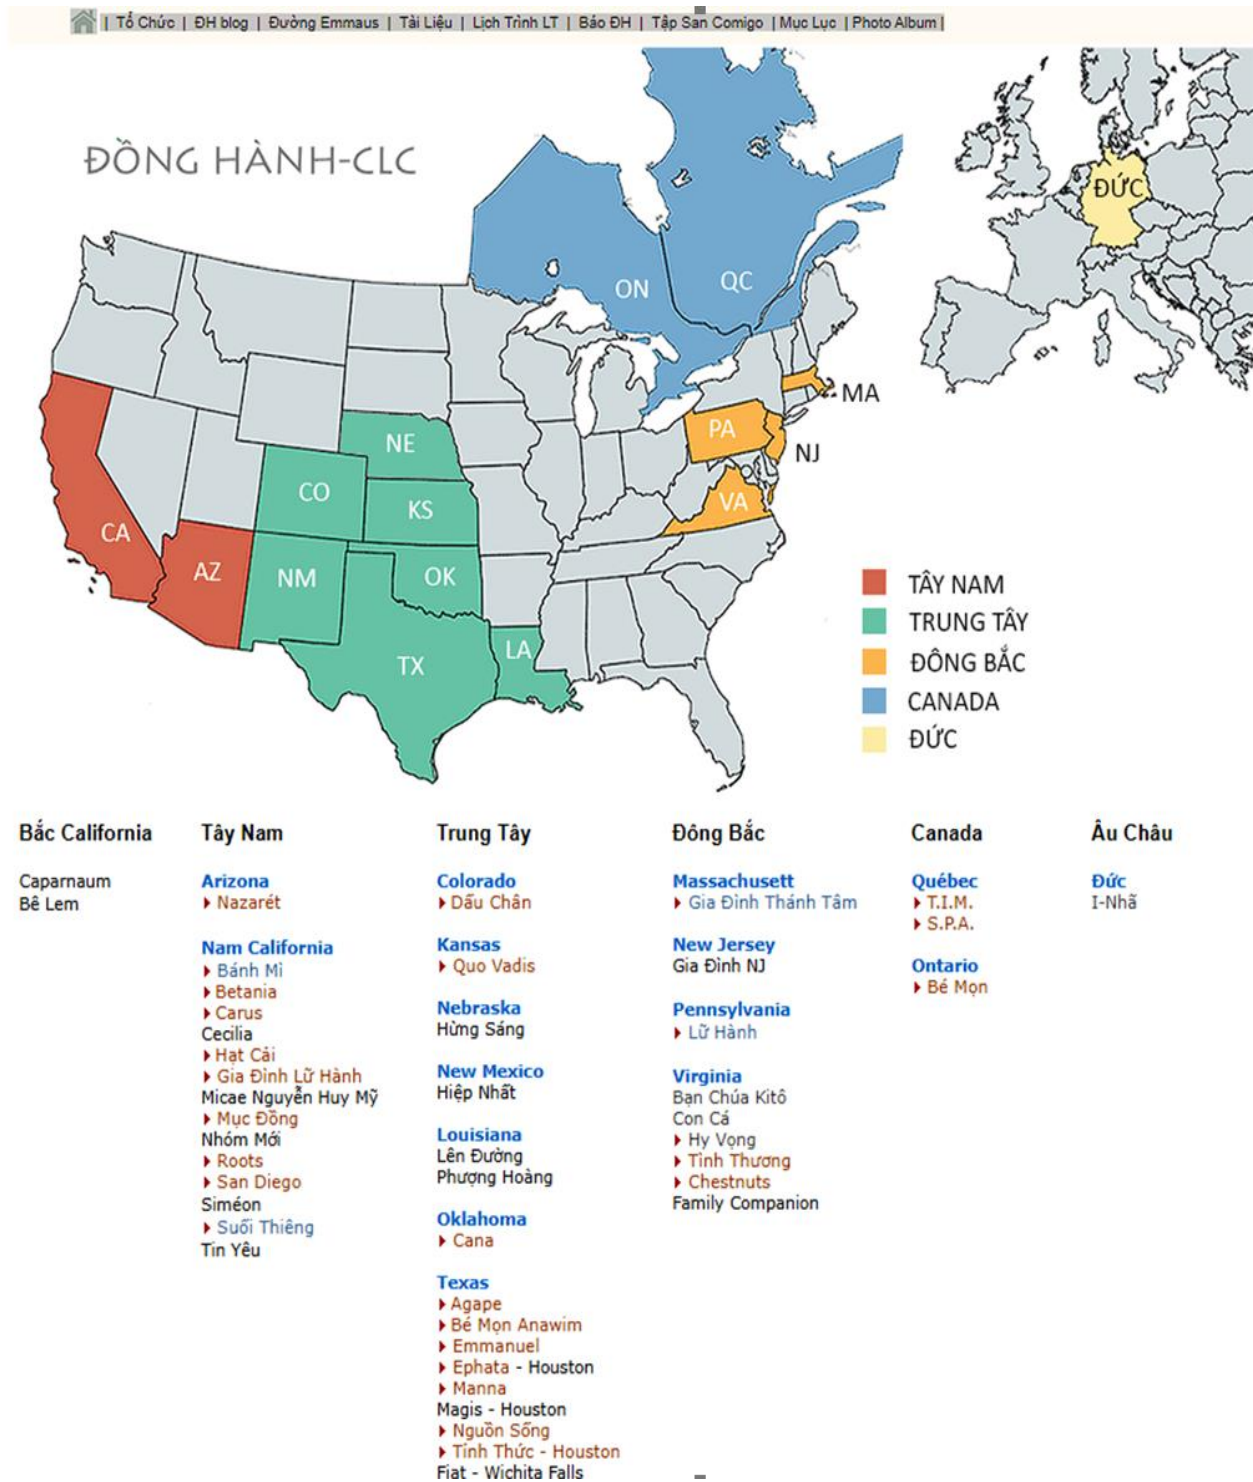 | Tổ Chức | ĐH blog | Đường Emmaus | Tài Liệu | Lịch Trình LT | Báo ĐH | Tập San Comigo | Mục Lục | Photo Album |
ĐỒNG HÀNH-CLC
ĐỨC
ON
QC
MA
PA
NJ
NE
CO
KS
VA
CA
AZ
NM
OK
TX
LA
TÂY NAM
TRUNG TÂY
ĐÔNG BẮC
CANADA
ĐỨC
Bắc California
Caparnaum
Bê Lem
Tây Nam
Arizona
Nazarét
Nam California
Bánh Mì
Betania
Carus
Cecilia
Hạt Cải
Gia Đình Lữ Hành
Micae Nguyễn Huy Mỹ
Mục Đồng
Nhóm Mới
Roots
San Diego
Siméon
Suối Thiêng
Tin Yêu
Trung Tây
Colorado
Dấu Chân
Kansas
Quo Vadis
Nebraska
Hừng Sáng
New Mexico
Hiệp Nhất
Louisiana
Lên Đường
Phượng Hoàng
Oklahoma
Cana
Texas
Agape
Bé Mọn Anawim
Emmanuel
Ephata - Houston
Manna
Magis - Houston
Nguồn Sống
Tỉnh Thức - Houston
Fiat - Wichita Falls
Đông Bắc
Massachusett
Gia Đình Thánh Tâm
New Jersey
Gia Đình NJ
Pennsylvania
Lữ Hành
Virginia
Bạn Chúa Kitô
Con Cá
Hy Vọng
Tình Thương
Chestnuts
Family Companion
Canada
Québec
T.I.M.
S.P.A.
Ontario
Bé Mọn
Âu Châu
Đức
I-Nhã